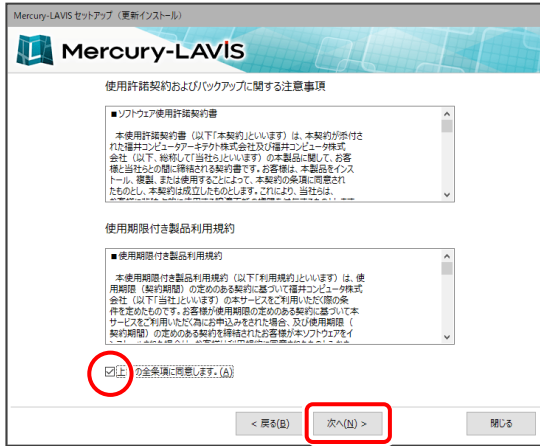 Mercury-LAVIS セットアップ（更新インストール）
Mercury-LAVIS
使用許諾契約およびバックアップに関する注意事項
■ソフトウェア使用許諾契約書
本使用許諾契約書（以下「本契約」といいます）は、本契約が添付さ
れた福井コンピュータアーキテクト株式会社及び福井コンピュータ株式
会社（以下、総称して「当社ら」といいます）の本製品に関して、お客
様と当社らとの間に締結される契約書です。お客様は、本製品をインス
トール、複製、または使用することによって、本契約の条項に同意され
たものとし、本契約は成立したものとします。これにより、当社らは、
使用期限付き製品利用規約
■使用期限付き製品利用規約
本使用期限付き製品利用規約（以下「利用規約」といいます）は、使
用期限（契約期間）の定めのある契約に基づいて福井コンピュータ株式
会社（以下「当社」といいます）の本サービスをご利用いただく際の条
件を定めたものです。お客様が使用期限の定めのある契約に基づいて本
サービスをご利用いただく為にお申込みをされた場合、及び使用期限（
契約期間）の定めのある契約を締結されたお客様が本ソフトウェアをイ
上 の全条項に同意します。(A)
< 戻る(B)
次へ(N) >
閉じる